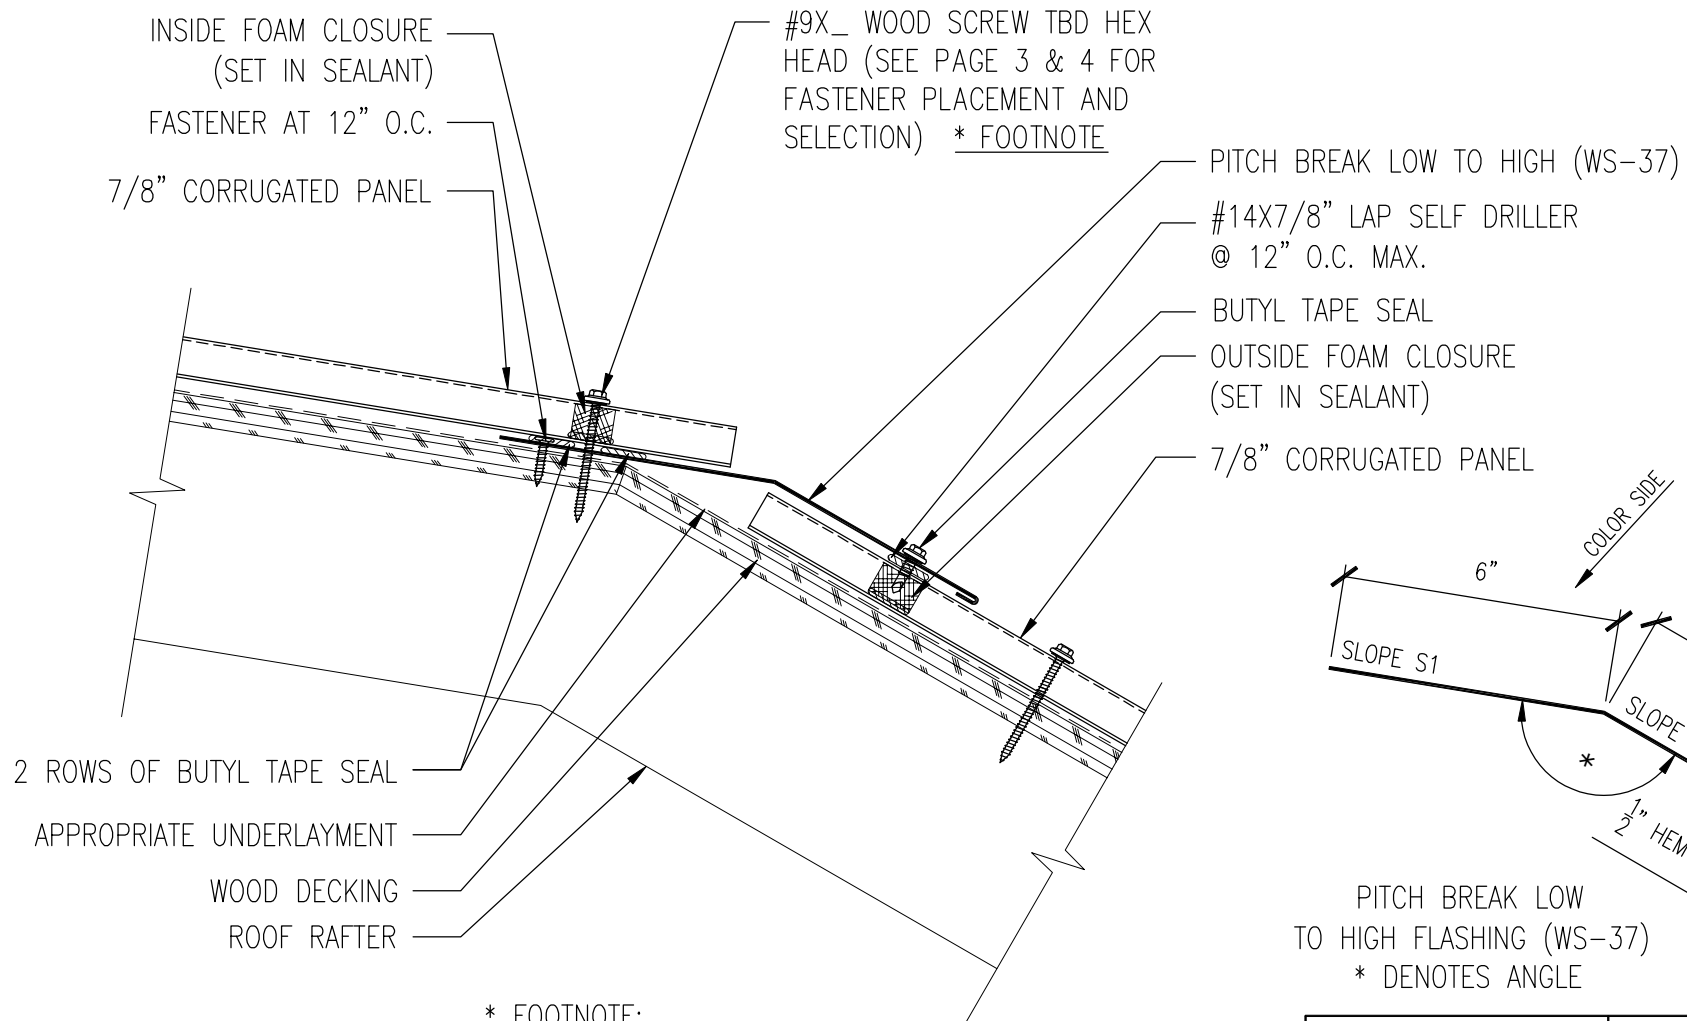 INSIDE FOAM CLOSURE
(SET IN SEALANT)
FASTENER AT 12” O.C.
7/8” CORRUGATED PANEL
#9X_ WOOD SCREW TBD HEX
HEAD (SEE PAGE 3 & 4 FOR
FASTENER PLACEMENT AND
SELECTION) * FOOTNOTE
PITCH BREAK LOW TO HIGH (WS-37)
#14X7/8” LAP SELF DRILLER
@ 12” O.C. MAX.
BUTYL TAPE SEAL
OUTSIDE FOAM CLOSURE
(SET IN SEALANT)
7/8” CORRUGATED PANEL
2 ROWS OF BUTYL TAPE SEAL
APPROPRIATE UNDERLAYMENT
WOOD DECKING
ROOF RAFTER
* FOOTNOTE:
COLOR SIDE
6”
SLOPE S1
SLOPE
*
1/2” HEM
PITCH BREAK LOW
TO HIGH FLASHING (WS-37)
* DENOTES ANGLE